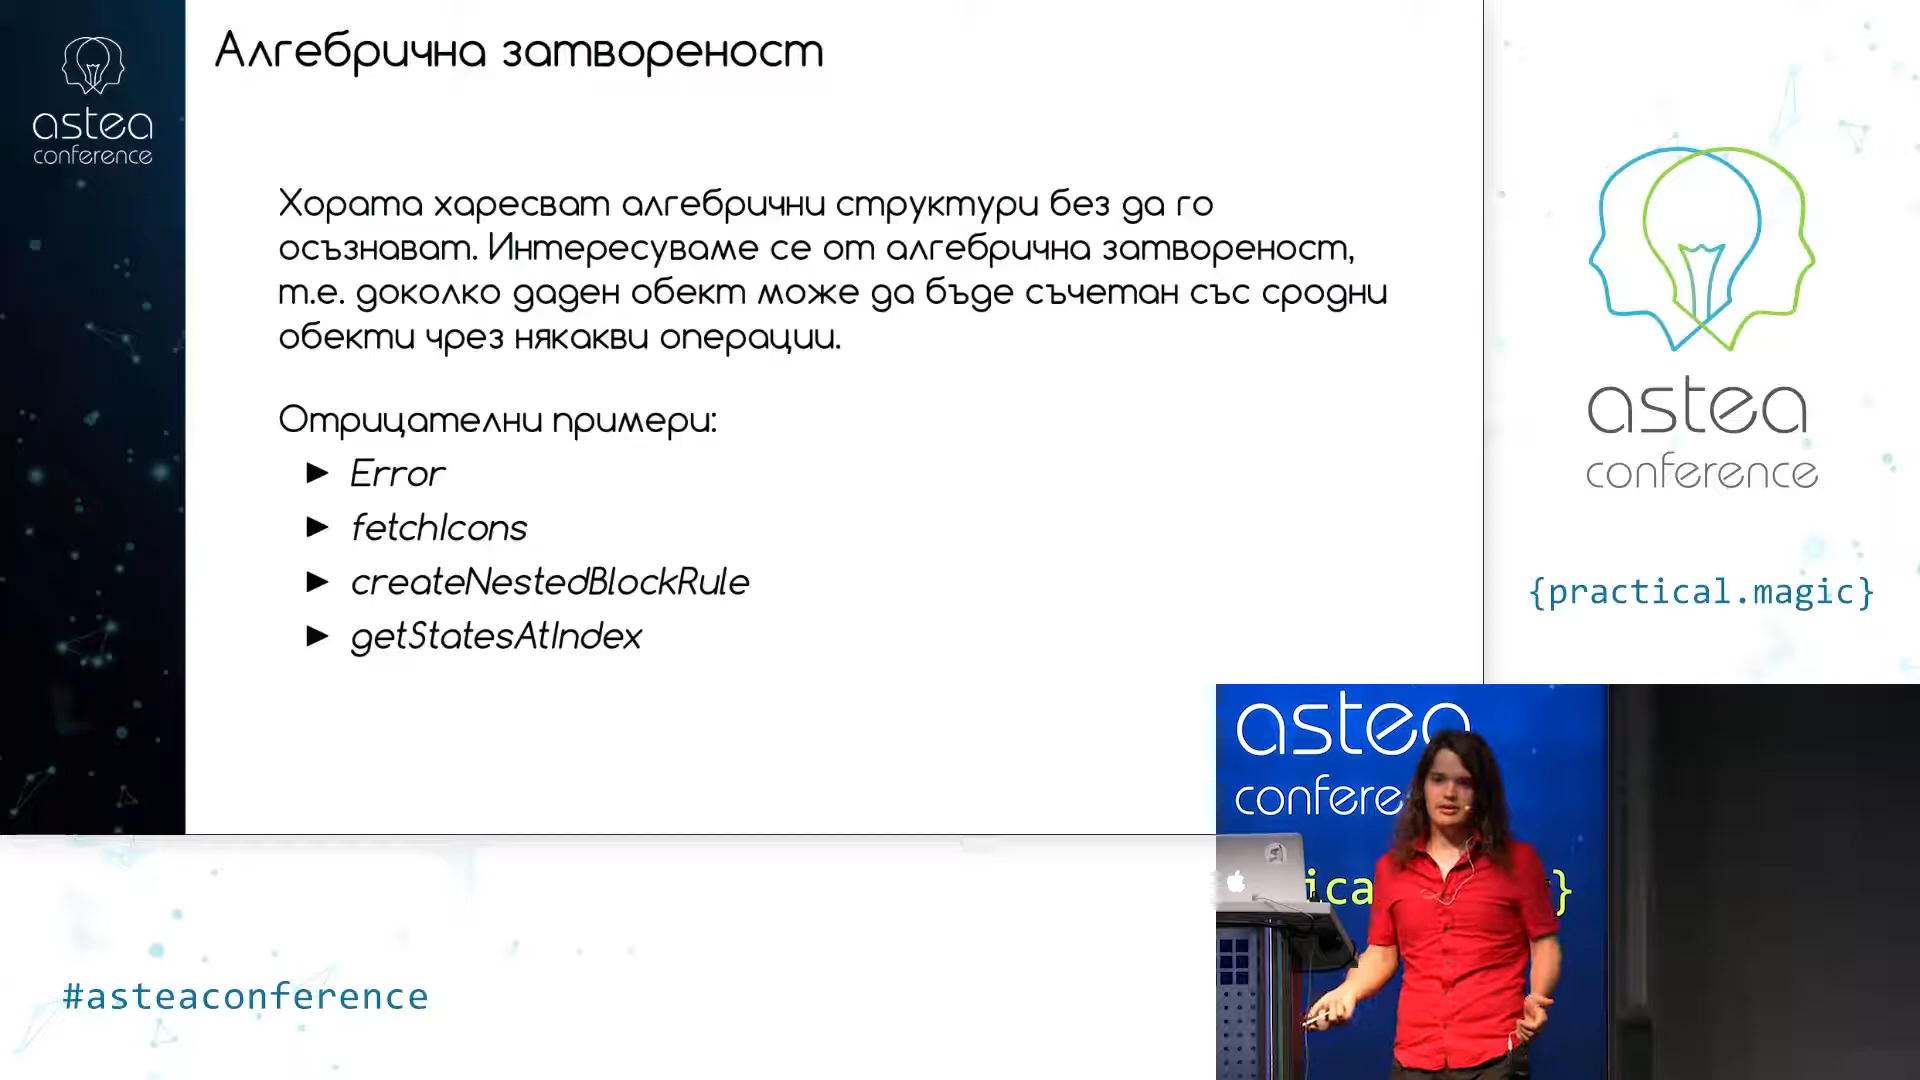 astea
conference
Алгебрична затвореност
Хората харесват алгебрични структури без да го
осъзнават. Интересуваме се от алгебрична затвореност,
т.е. доколко даден обект може да бъде съчетан със сродни
обекти чрез някакви операции.
Отрицателни примери:
► Error
► fetchIcons
► createNestedBlockRule
► getStatesAtIndex
astea
conference
{practical.magic}
astea
confere
ica }
#asteaconference